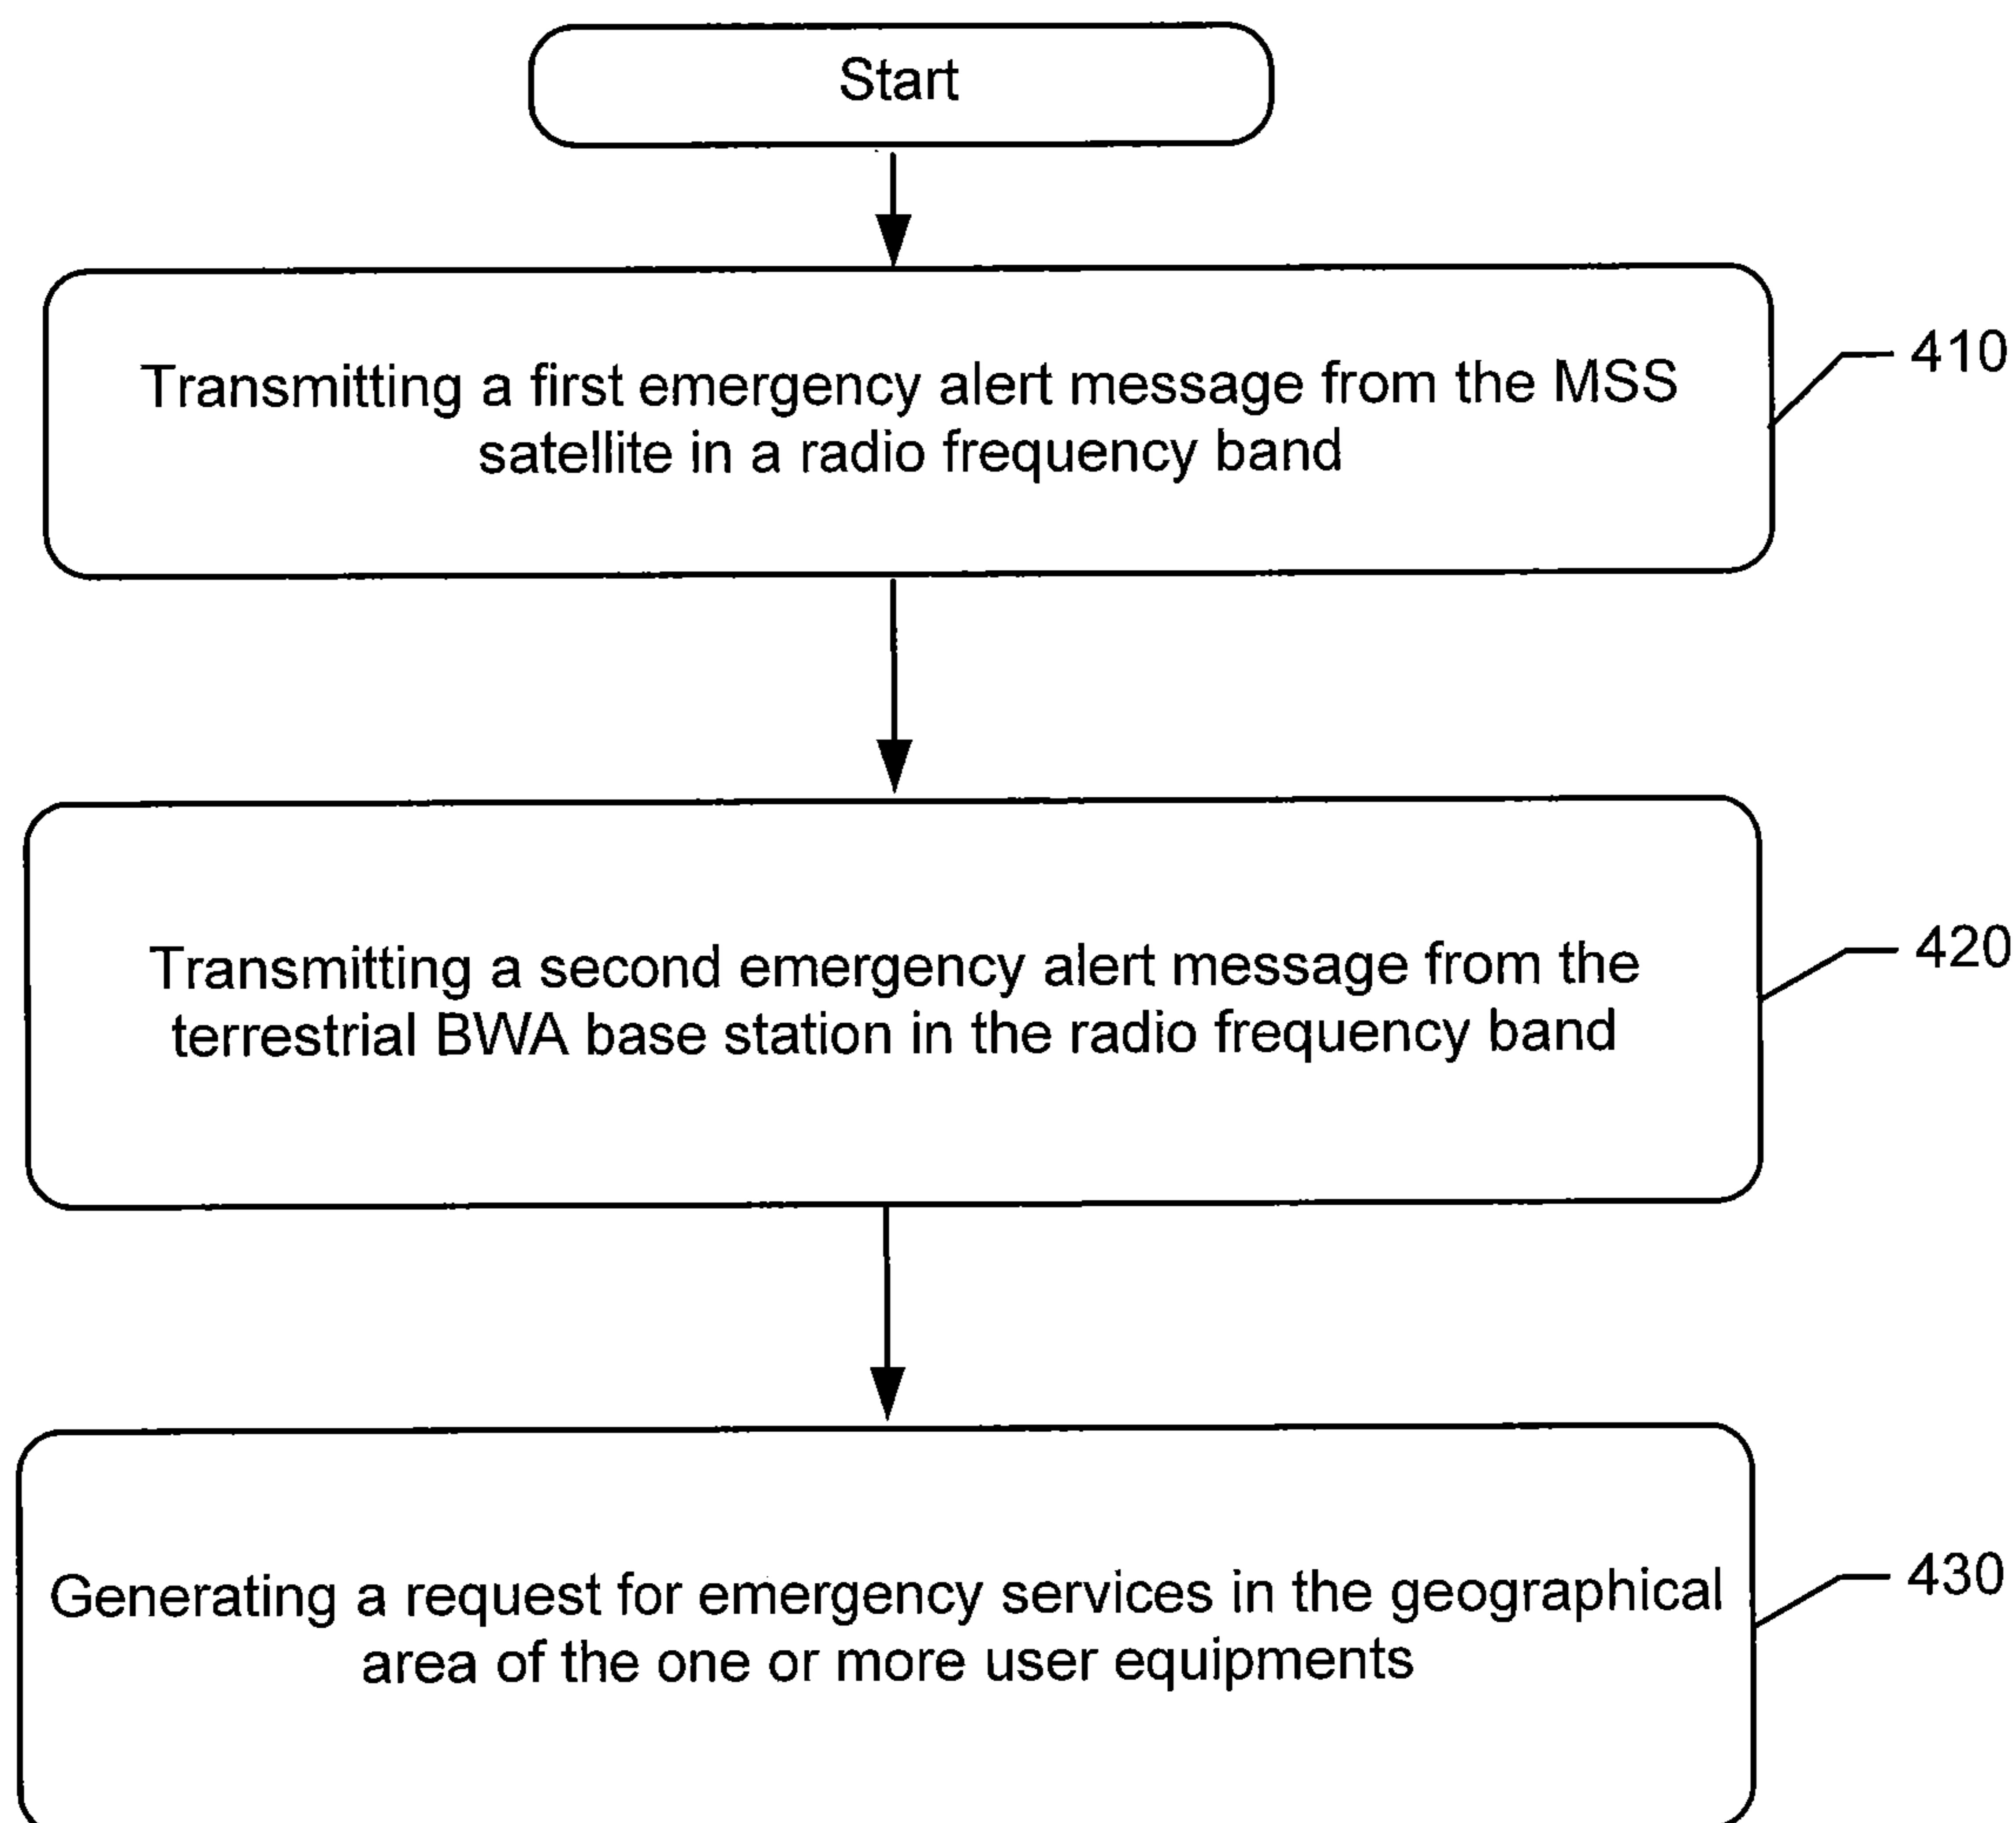 Start
Transmitting a first emergency alert message from the MSS
satellite in a radio frequency band
410
Transmitting a second emergency alert message from the
terrestrial BWA base station in the radio frequency band
420
Generating a request for emergency services in the geographical
area of the one or more user equipments
430